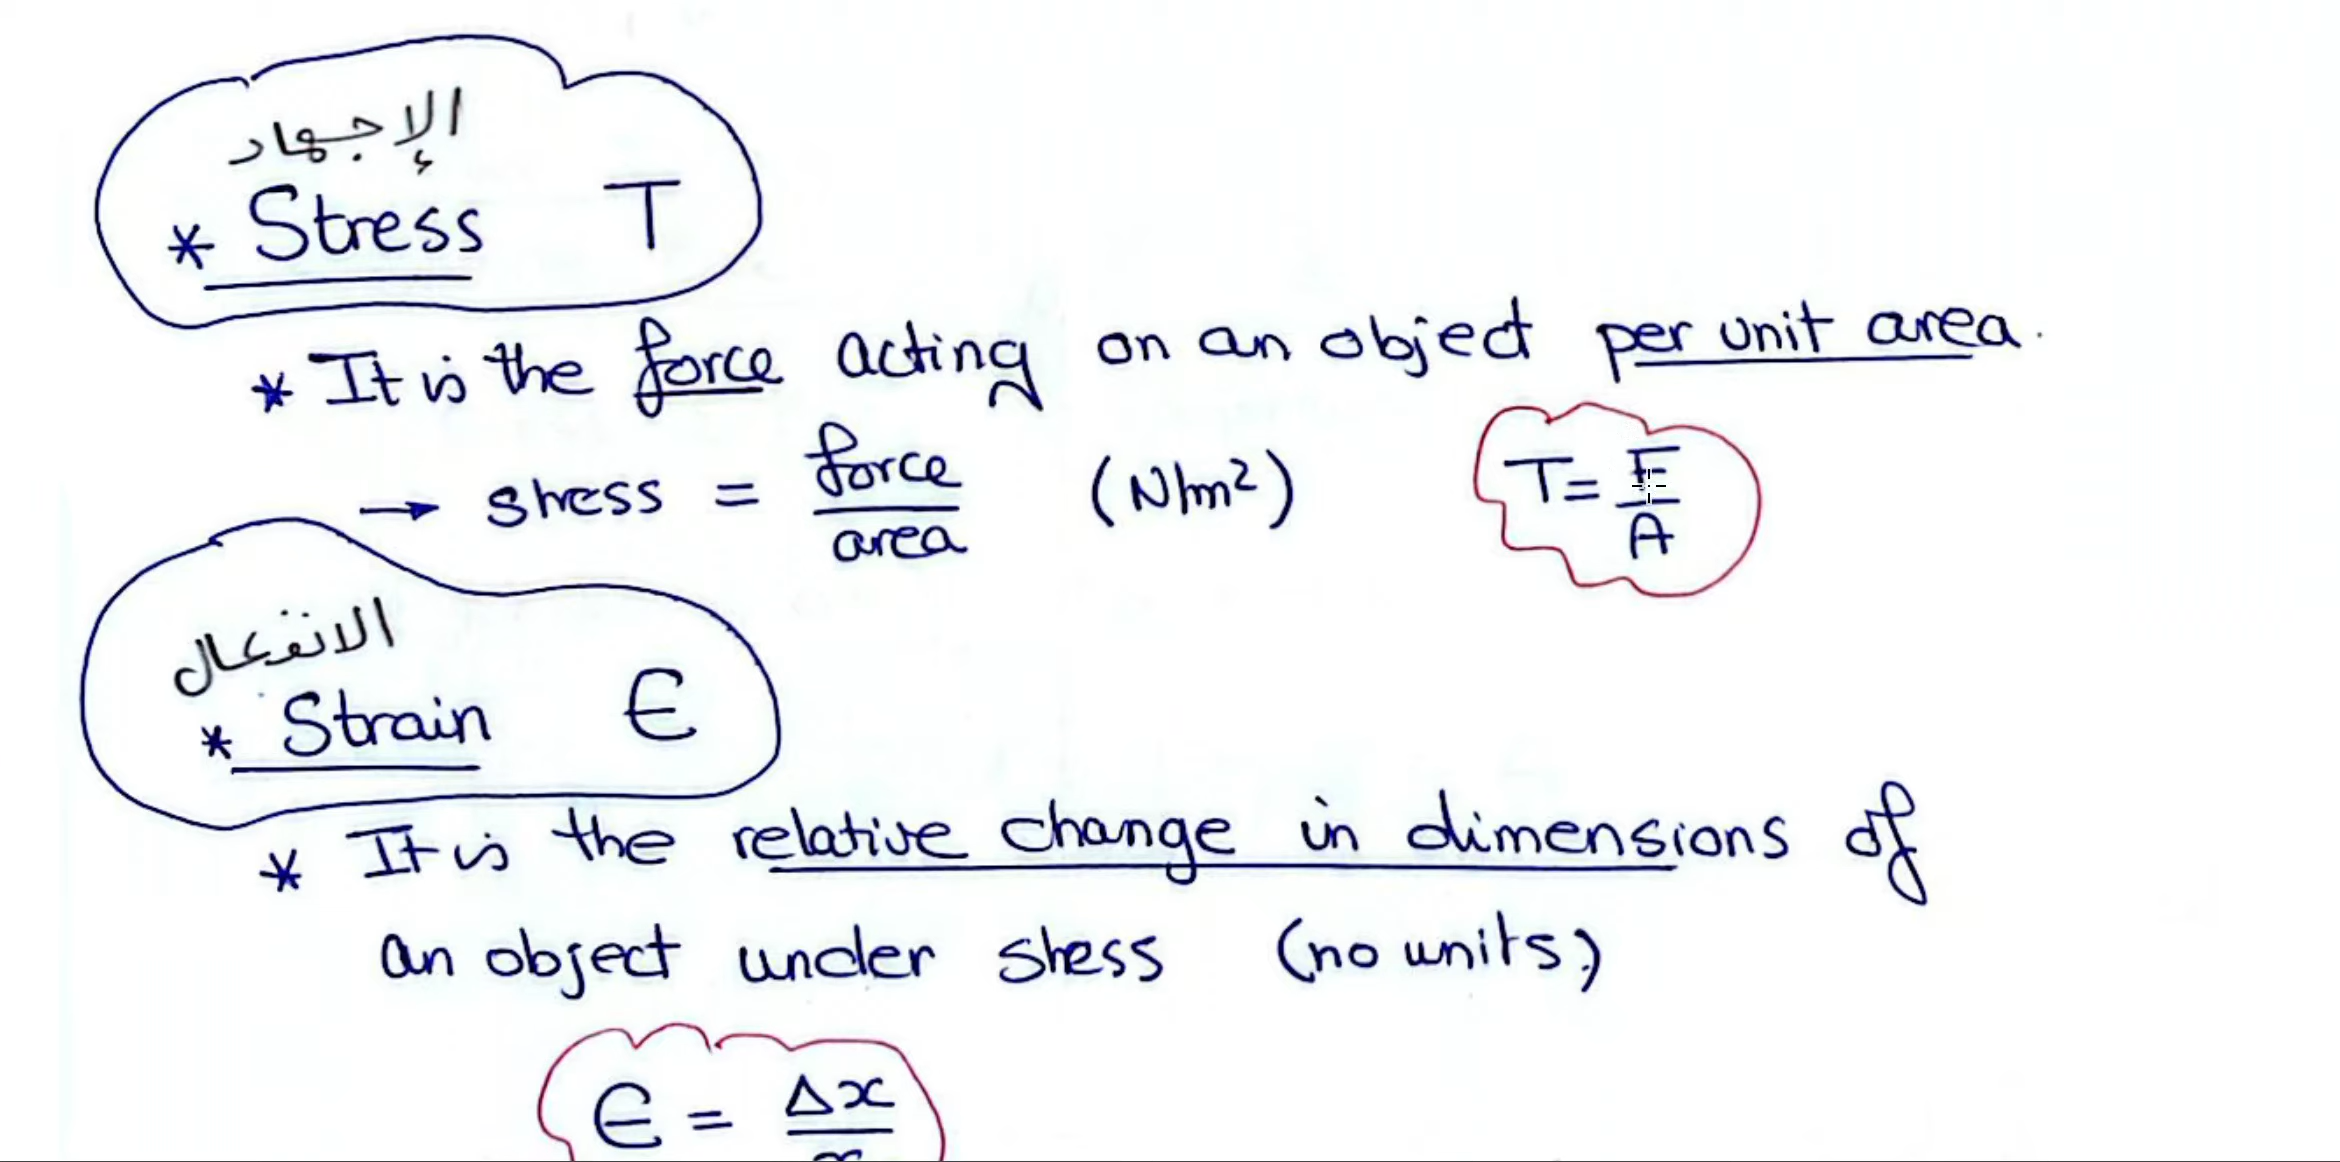 الإجهاد
* Stress T
* It is the force acting on an object per unit area.
→ stress = force/area (N/m²) T = F/A
الانفعال
* Strain ϵ
* It is the relative change in dimensions of
an object under stress (no units)
ϵ = Δx/x